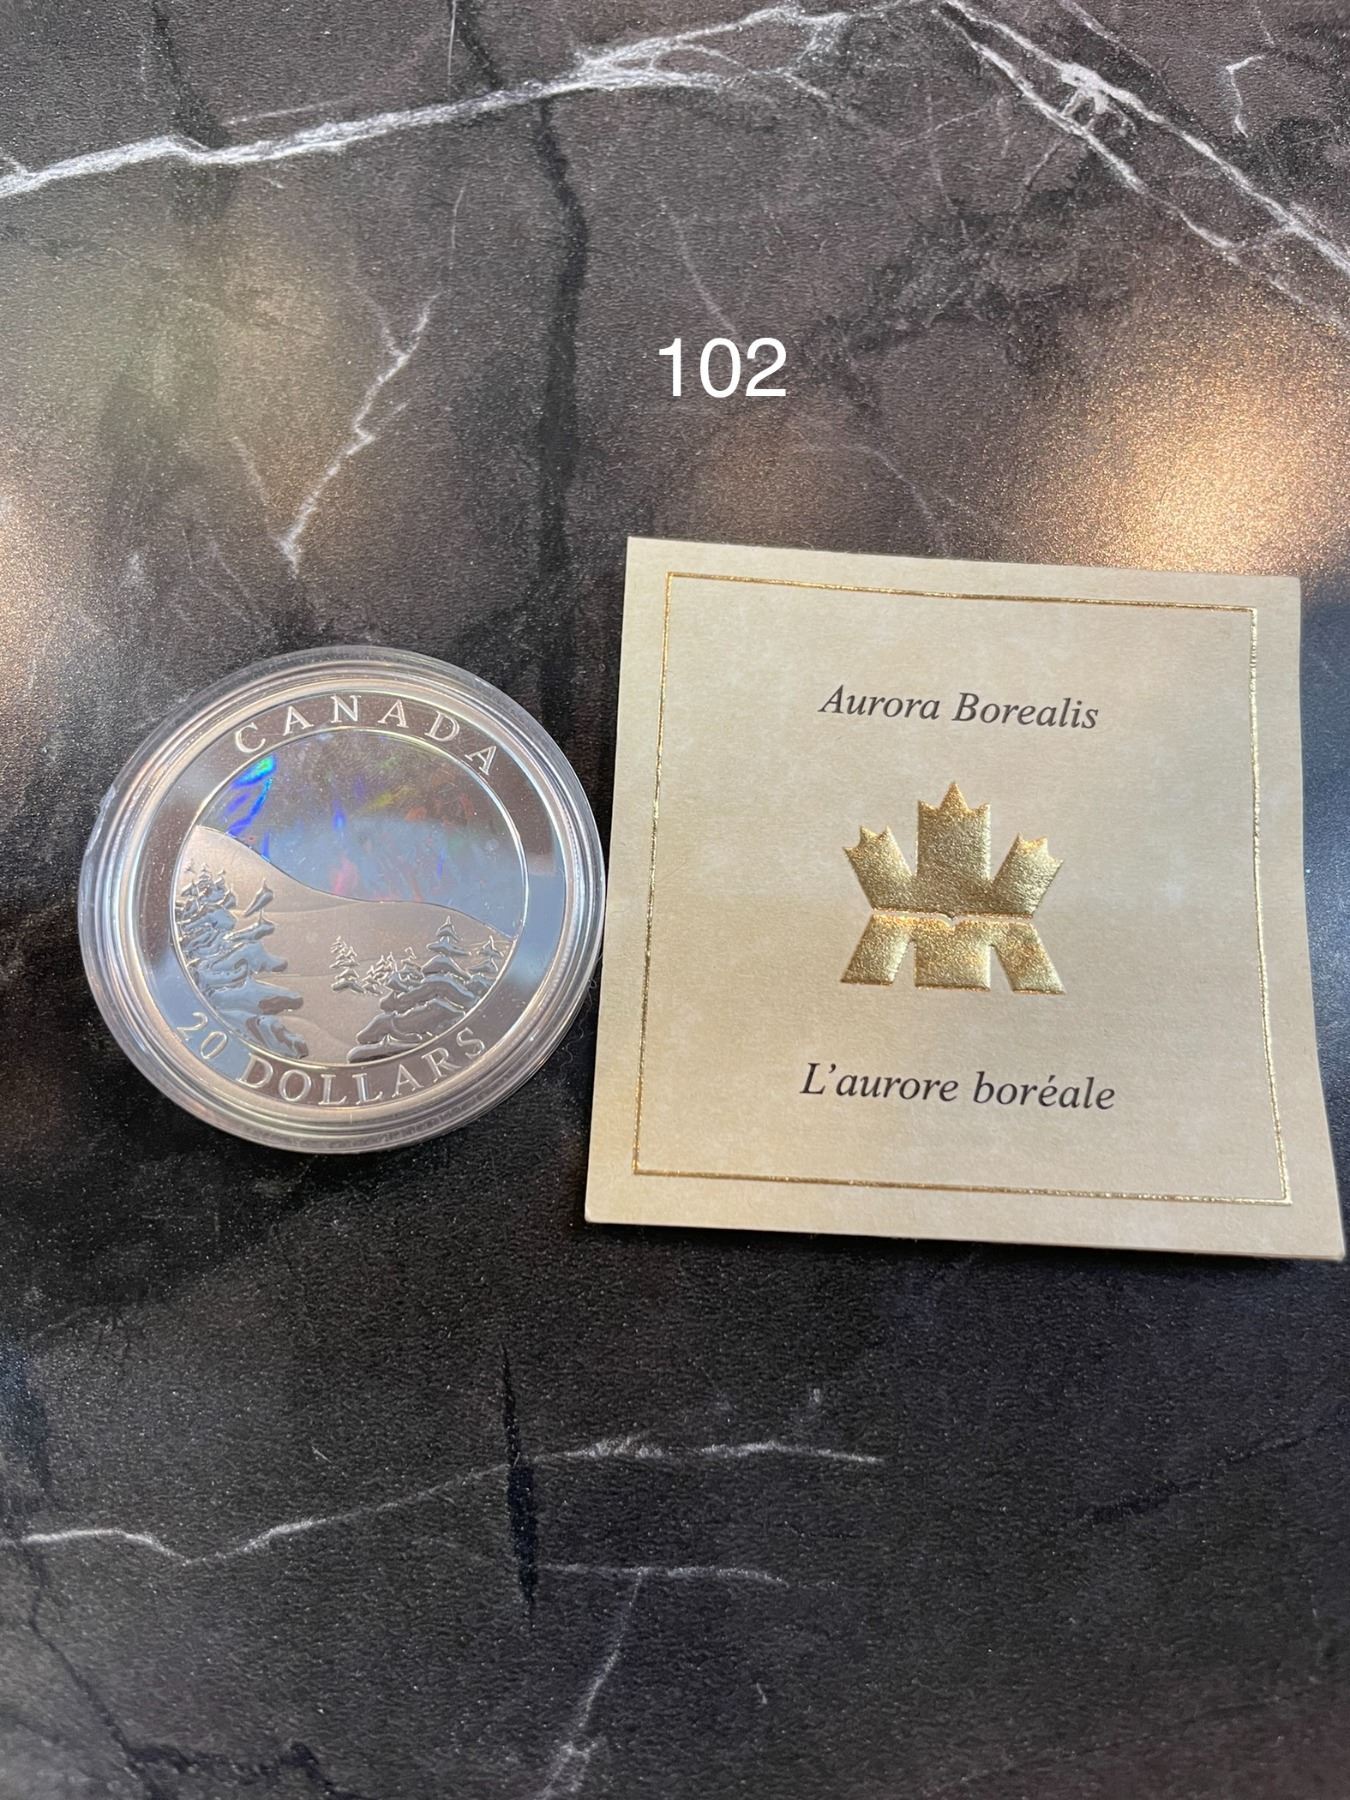 102
CANADA
20 DOLLARS
Aurora Borealis
L'aurore boréale